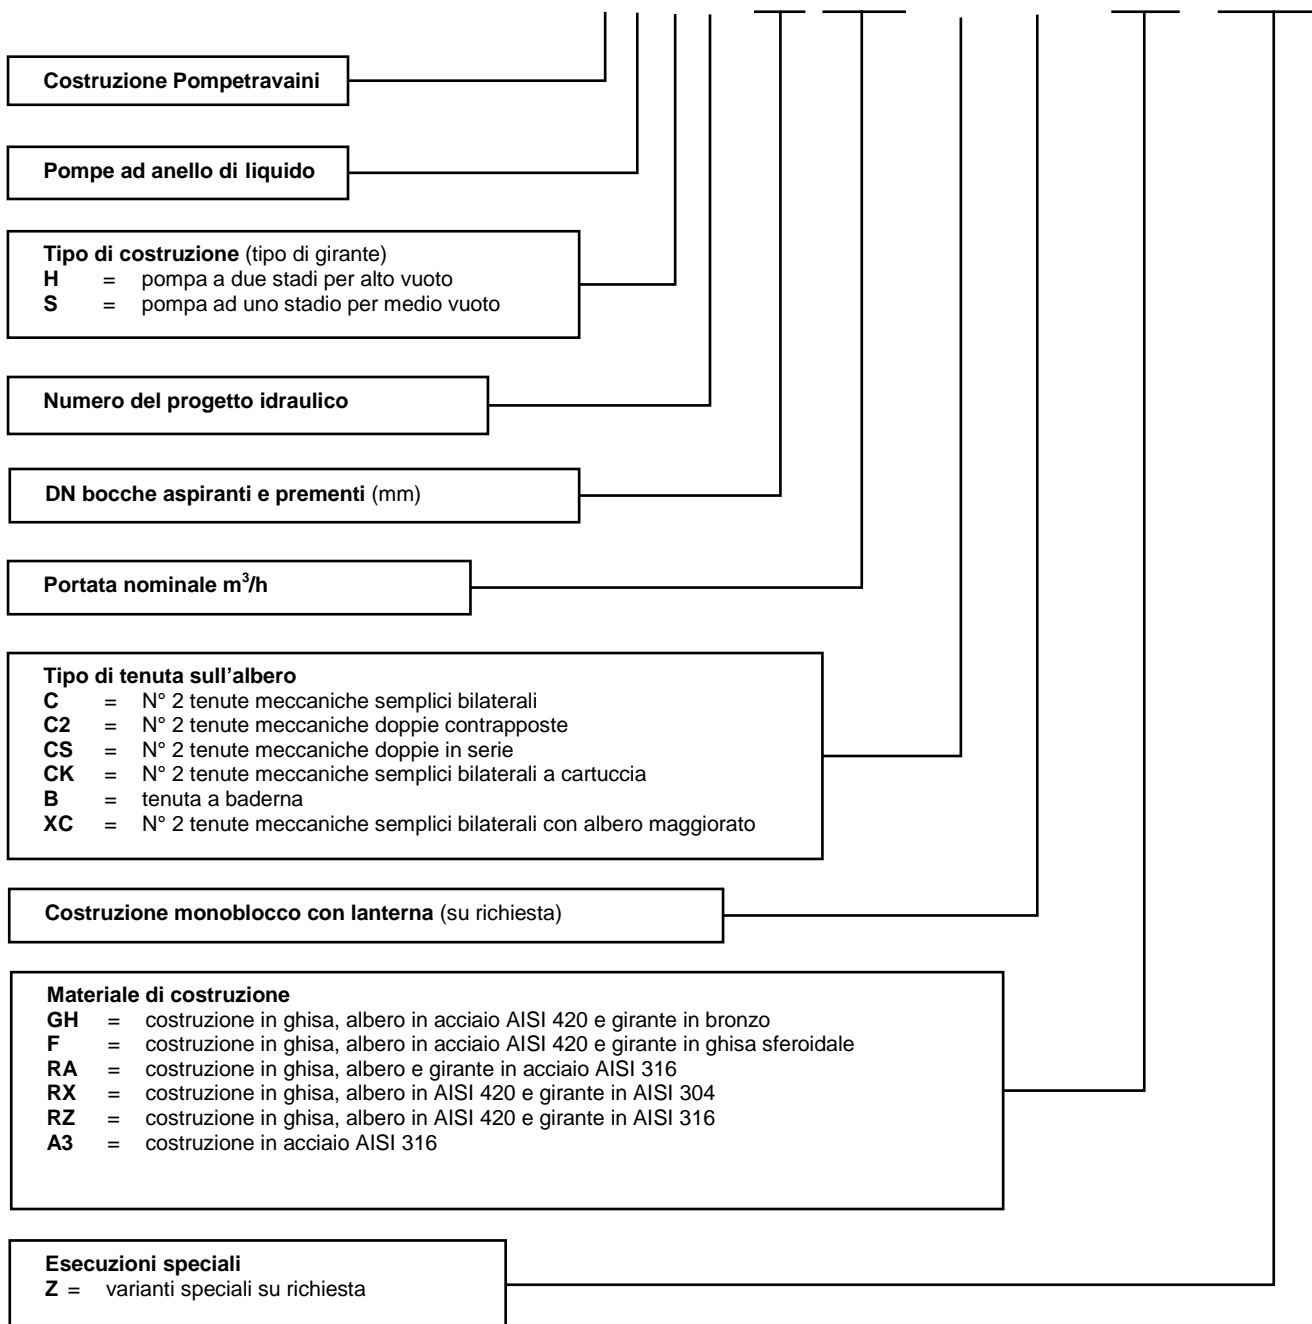 Costruzione Pompetravaini
Pompe ad anello di liquido
Tipo di costruzione (tipo di girante)
H = pompa a due stadi per alto vuoto
S = pompa ad uno stadio per medio vuoto
Numero del progetto idraulico
DN bocche aspiranti e prementi (mm)
Portata nominale m³/h
Tipo di tenuta sull’albero
C = N° 2 tenute meccaniche semplici bilaterali
C2 = N° 2 tenute meccaniche doppie contrapposte
CS = N° 2 tenute meccaniche doppie in serie
CK = N° 2 tenute meccaniche semplici bilaterali a cartuccia
B = tenuta a baderna
XC = N° 2 tenute meccaniche semplici bilaterali con albero maggiorato
Costruzione monoblocco con lanterna (su richiesta)
Materiale di costruzione
GH = costruzione in ghisa, albero in acciaio AISI 420 e girante in bronzo
F = costruzione in ghisa, albero in acciaio AISI 420 e girante in ghisa sferoidale
RA = costruzione in ghisa, albero e girante in acciaio AISI 316
RX = costruzione in ghisa, albero in AISI 420 e girante in AISI 304
RZ = costruzione in ghisa, albero in AISI 420 e girante in AISI 316
A3 = costruzione in acciaio AISI 316
Esecuzioni speciali
Z = varianti speciali su richiesta